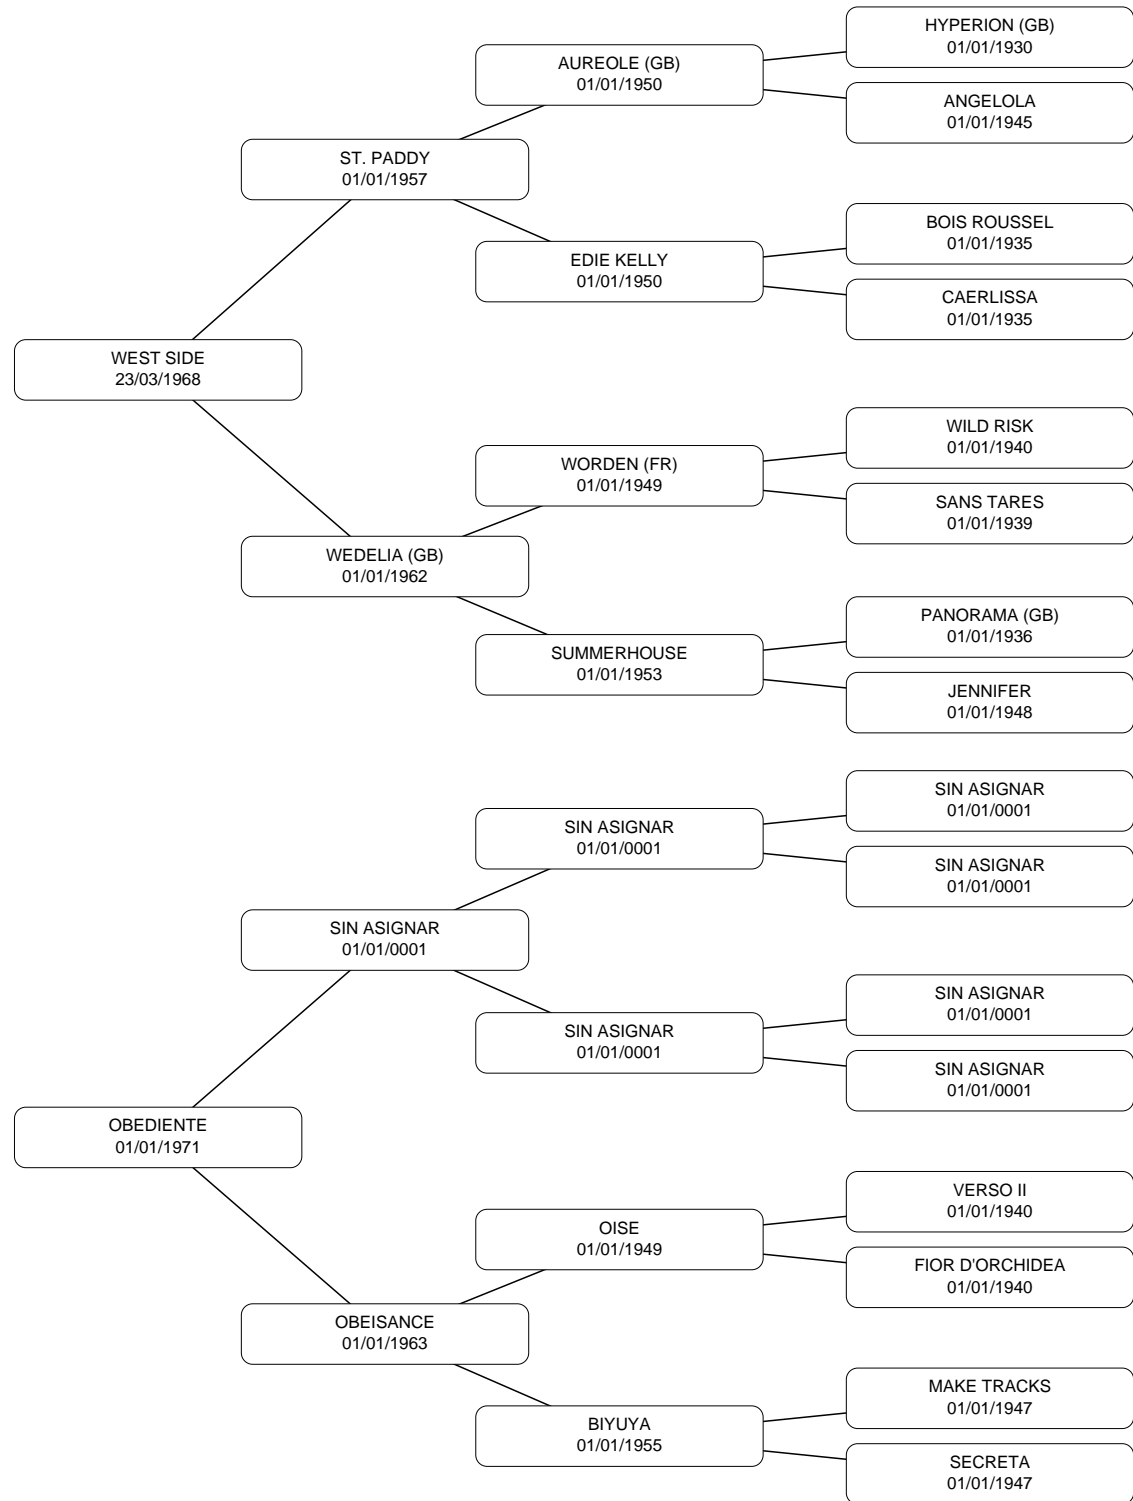 HYPERION (GB)
01/01/1930
AUREOLE (GB)
01/01/1950
ANGELOLA
01/01/1945
ST. PADDY
01/01/1957
BOIS ROUSSEL
01/01/1935
EDIE KELLY
01/01/1950
CAERLISSA
01/01/1935
WEST SIDE
23/03/1968
WILD RISK
01/01/1940
WORDEN (FR)
01/01/1949
SANS TARES
01/01/1939
WEDELIA (GB)
01/01/1962
PANORAMA (GB)
01/01/1936
SUMMERHOUSE
01/01/1953
JENNIFER
01/01/1948
SIN ASIGNAR
01/01/0001
SIN ASIGNAR
01/01/0001
SIN ASIGNAR
01/01/0001
SIN ASIGNAR
01/01/0001
SIN ASIGNAR
01/01/0001
SIN ASIGNAR
01/01/0001
SIN ASIGNAR
01/01/0001
OBEDIENTE
01/01/1971
VERSO II
01/01/1940
OISE
01/01/1949
FIOR D'ORCHIDEA
01/01/1940
OBEISANCE
01/01/1963
MAKE TRACKS
01/01/1947
BIYUYA
01/01/1955
SECRETA
01/01/1947